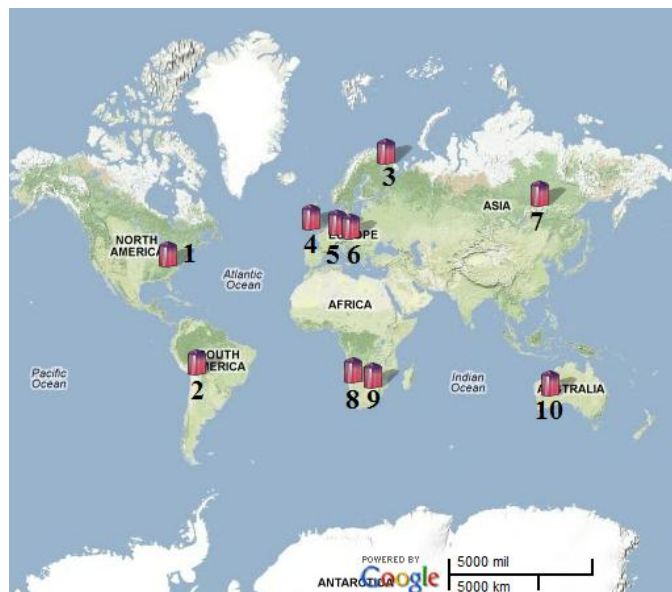 3
ASIA
7
4
EUROPE
5
6
NORTH
AMERICA
1
Atlantic
Ocean
AFRICA
SOUTH
AMERICA
2
Pacific
Ocean
8
9
Indian
Ocean
AUSTRALIA
10
POWERED BY
Google
5000 mil
5000 km
ANTARCTICA